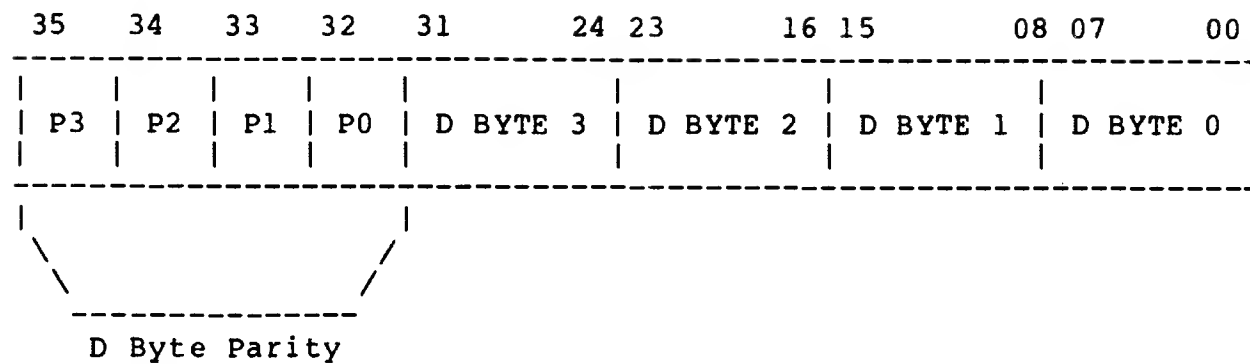 35 34 33 32 31 24 23 16 15 08 07 00
P3 P2 P1 P0 D BYTE 3 D BYTE 2 D BYTE 1 D BYTE 0
D Byte Parity